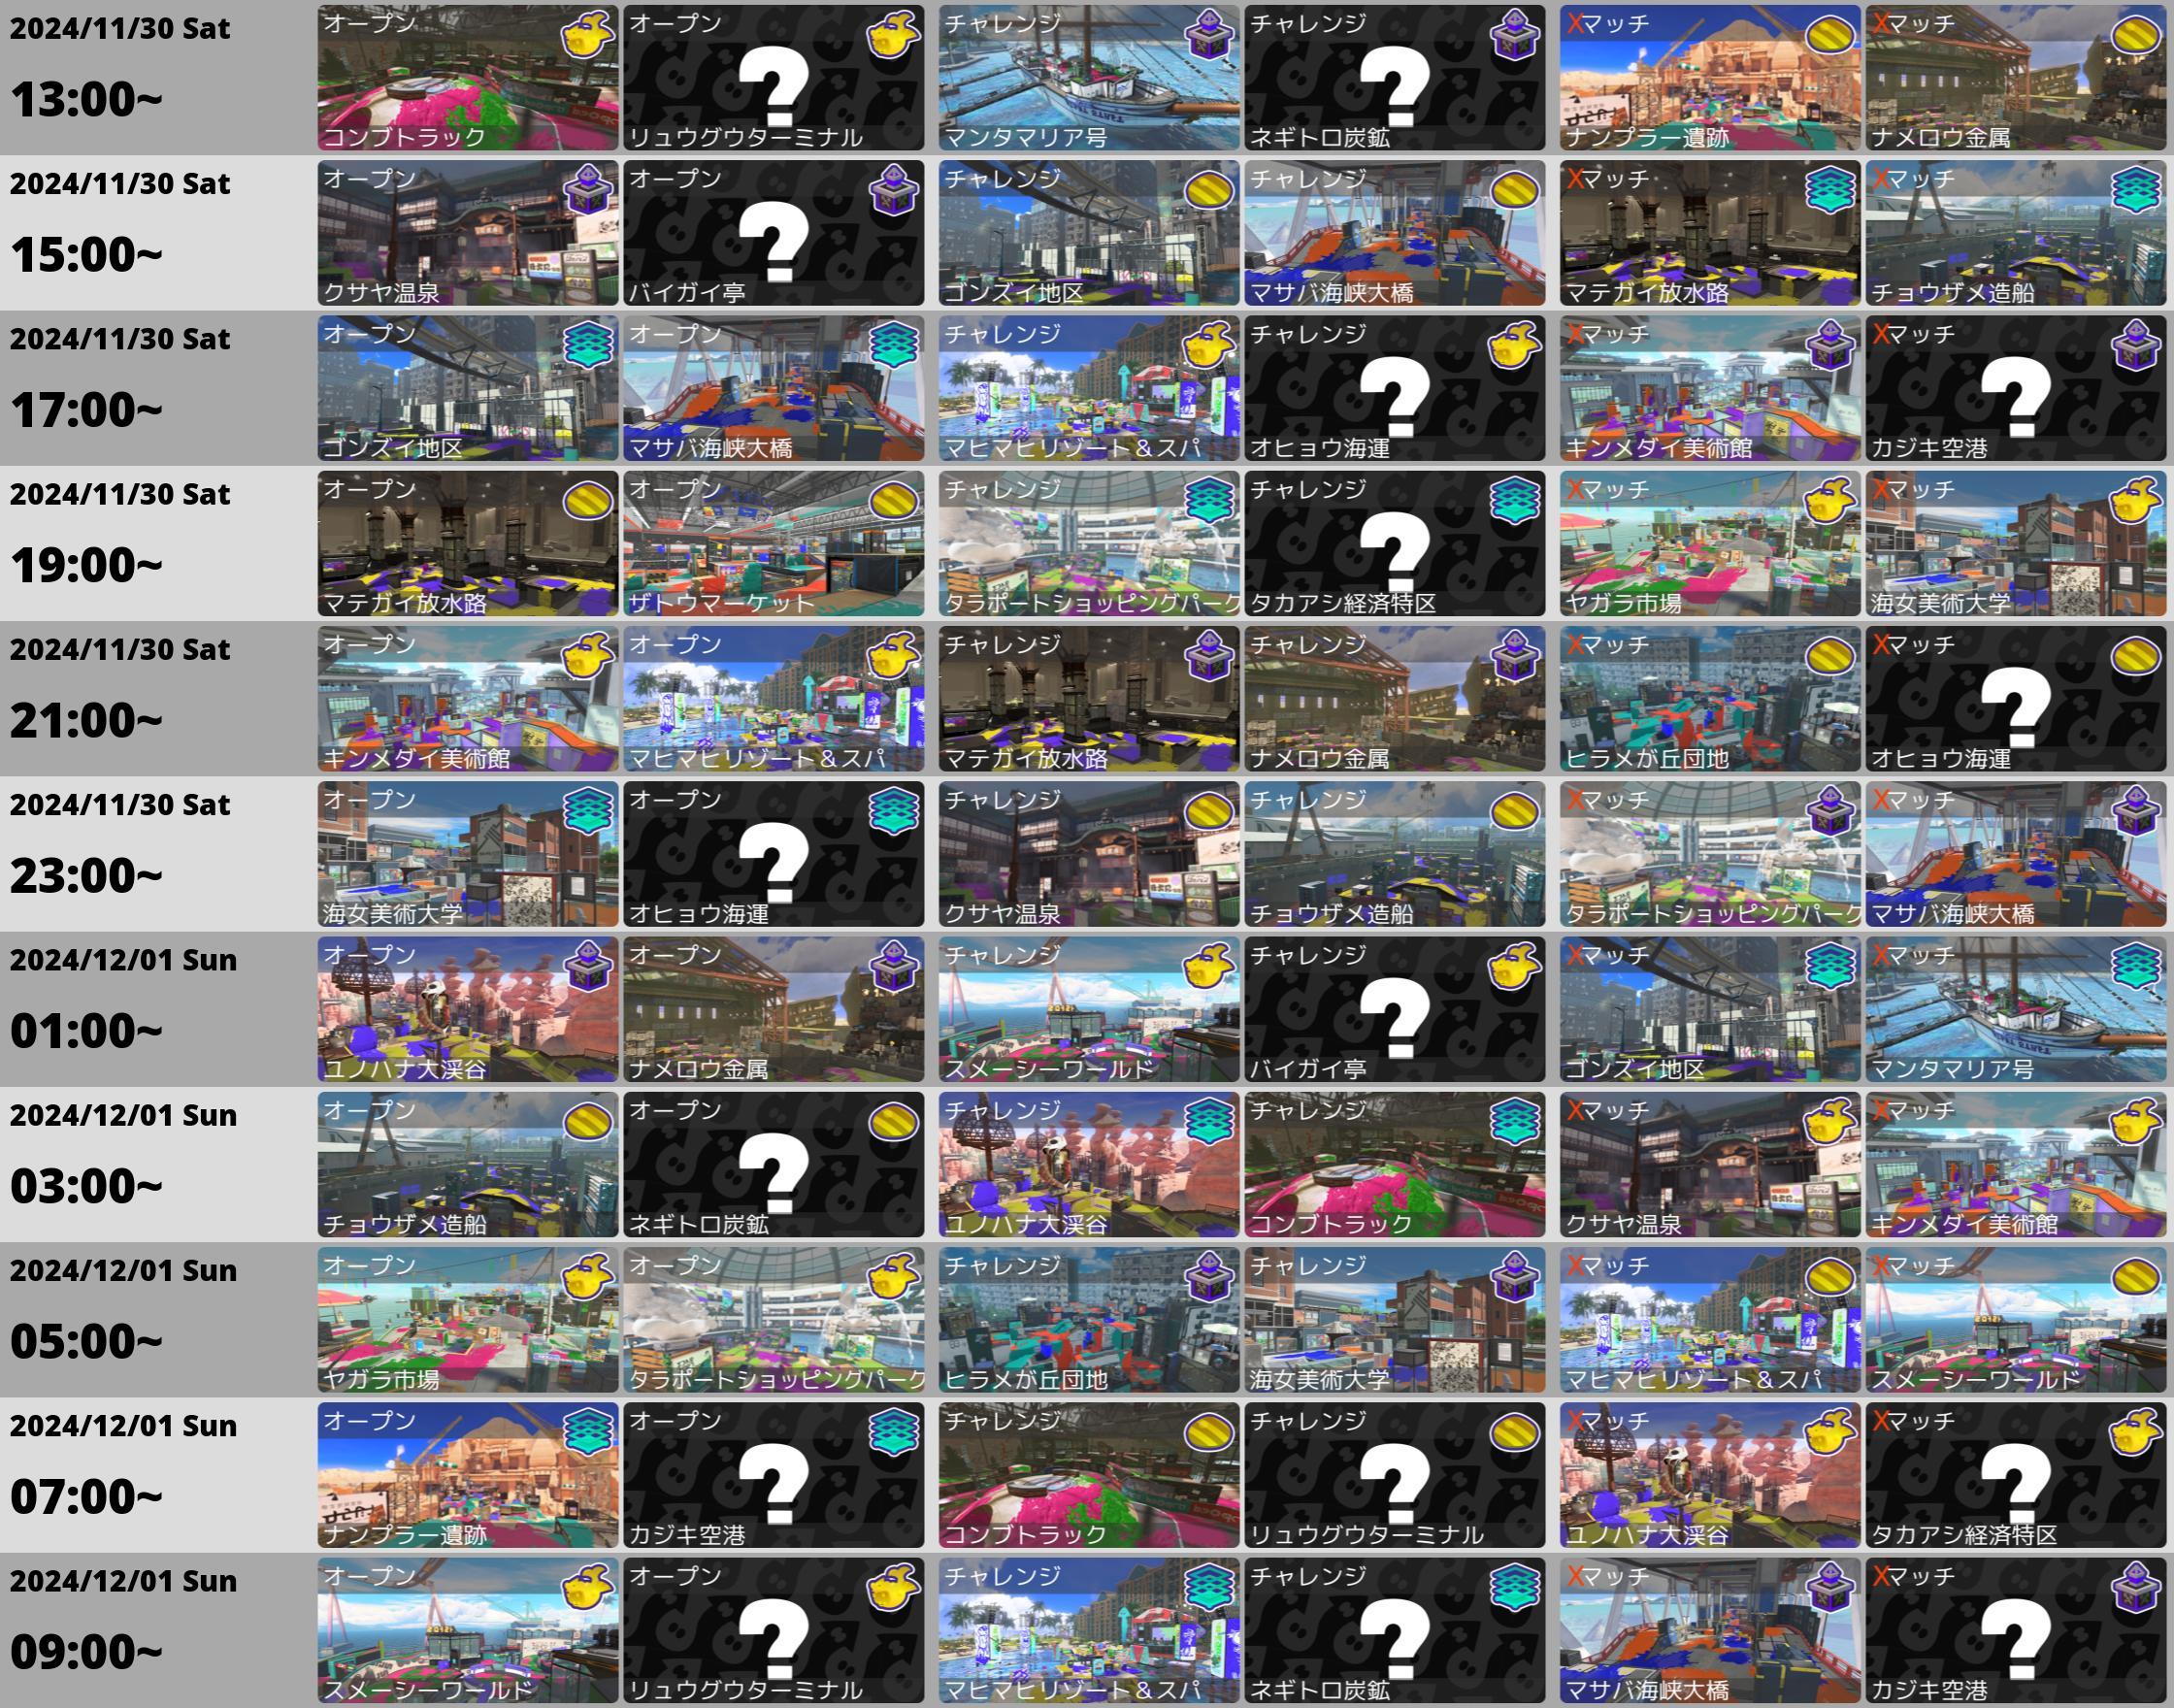 2024/11/30 Sat
13:00~
オープン
コンブトラック
オープン
リュウグウターミナル
チャレンジ
マンタマリア号
チャレンジ
ネギトロ炭鉱
Xマッチ
ナンプラー遺跡
Xマッチ
ナメロウ金属
2024/11/30 Sat
15:00~
オープン
クサヤ温泉
オープン
バイガイ亭
チャレンジ
ゴンズイ地区
チャレンジ
マサバ海峡大橋
Xマッチ
マテガイ放水路
Xマッチ
チョウザメ造船
2024/11/30 Sat
17:00~
オープン
ゴンズイ地区
オープン
マサバ海峡大橋
チャレンジ
マヒマヒリゾート＆スパ
チャレンジ
オヒョウ海運
Xマッチ
キンメダイ美術館
Xマッチ
カジキ空港
2024/11/30 Sat
19:00~
オープン
マテガイ放水路
オープン
ザトウマーケット
チャレンジ
タラポートショッピングパーク
チャレンジ
タカアシ経済特区
Xマッチ
ヤガラ市場
Xマッチ
海女美術大学
2024/11/30 Sat
21:00~
オープン
キンメダイ美術館
オープン
マヒマヒリゾート＆スパ
チャレンジ
マテガイ放水路
チャレンジ
ナメロウ金属
Xマッチ
ヒラメが丘団地
Xマッチ
オヒョウ海運
2024/11/30 Sat
23:00~
オープン
海女美術大学
オープン
オヒョウ海運
チャレンジ
クサヤ温泉
チャレンジ
チョウザメ造船
Xマッチ
タラポートショッピングパーク
Xマッチ
マサバ海峡大橋
2024/12/01 Sun
01:00~
オープン
ユノハナ大渓谷
オープン
ナメロウ金属
チャレンジ
スメーシーワールド
チャレンジ
バイガイ亭
Xマッチ
ゴンズイ地区
Xマッチ
マンタマリア号
2024/12/01 Sun
03:00~
オープン
チョウザメ造船
オープン
ネギトロ炭鉱
チャレンジ
ユノハナ大渓谷
チャレンジ
コンブトラック
Xマッチ
クサヤ温泉
Xマッチ
キンメダイ美術館
2024/12/01 Sun
05:00~
オープン
ヤガラ市場
オープン
タラポートショッピングパーク
チャレンジ
ヒラメが丘団地
チャレンジ
海女美術大学
Xマッチ
マヒマヒリゾート＆スパ
Xマッチ
スメーシーワールド
2024/12/01 Sun
07:00~
オープン
ナンプラー遺跡
オープン
カジキ空港
チャレンジ
コンブトラック
チャレンジ
リュウグウターミナル
Xマッチ
ユノハナ大渓谷
Xマッチ
タカアシ経済特区
2024/12/01 Sun
09:00~
オープン
スメーシーワールド
オープン
リュウグウターミナル
チャレンジ
マヒマヒリゾート＆スパ
チャレンジ
ネギトロ炭鉱
Xマッチ
マサバ海峡大橋
Xマッチ
カジキ空港